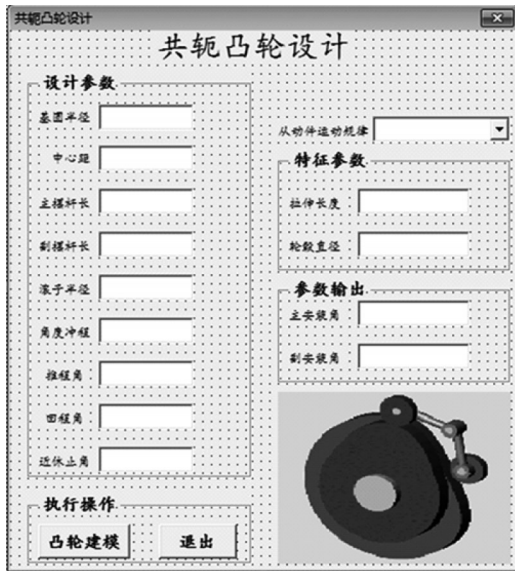 共轭凸轮设计
共轭凸轮设计
设计参数
基圆半径
中心距
主摆杆长
副摆杆长
滚子半径
角度冲程
推程角
回程角
近休止角
执行操作
凸轮建模
退出
从动件运动规律
特征参数
拉伸长度
轮毂直径
参数输出
主安装角
副安装角